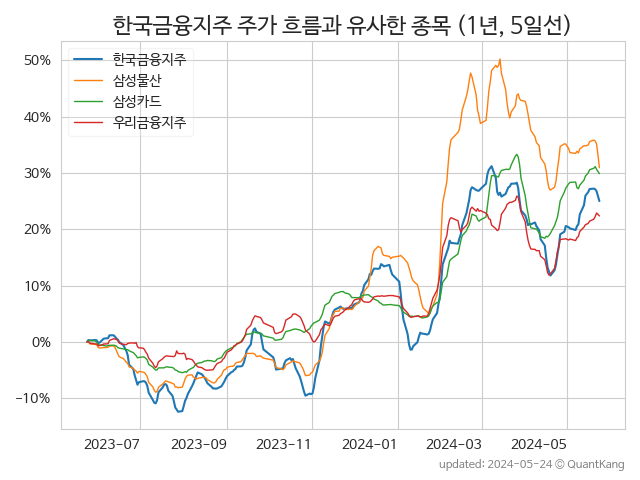 한국금융지주 주가 흐름과 유사한 종목 (1년, 5일선)
한국금융지주
삼성물산
삼성카드
우리금융지주
50%
40%
30%
20%
10%
0%
−10%
2023-07
2023-09
2023-11
2024-01
2024-03
2024-05
updated: 2024-05-24 © QuantKang